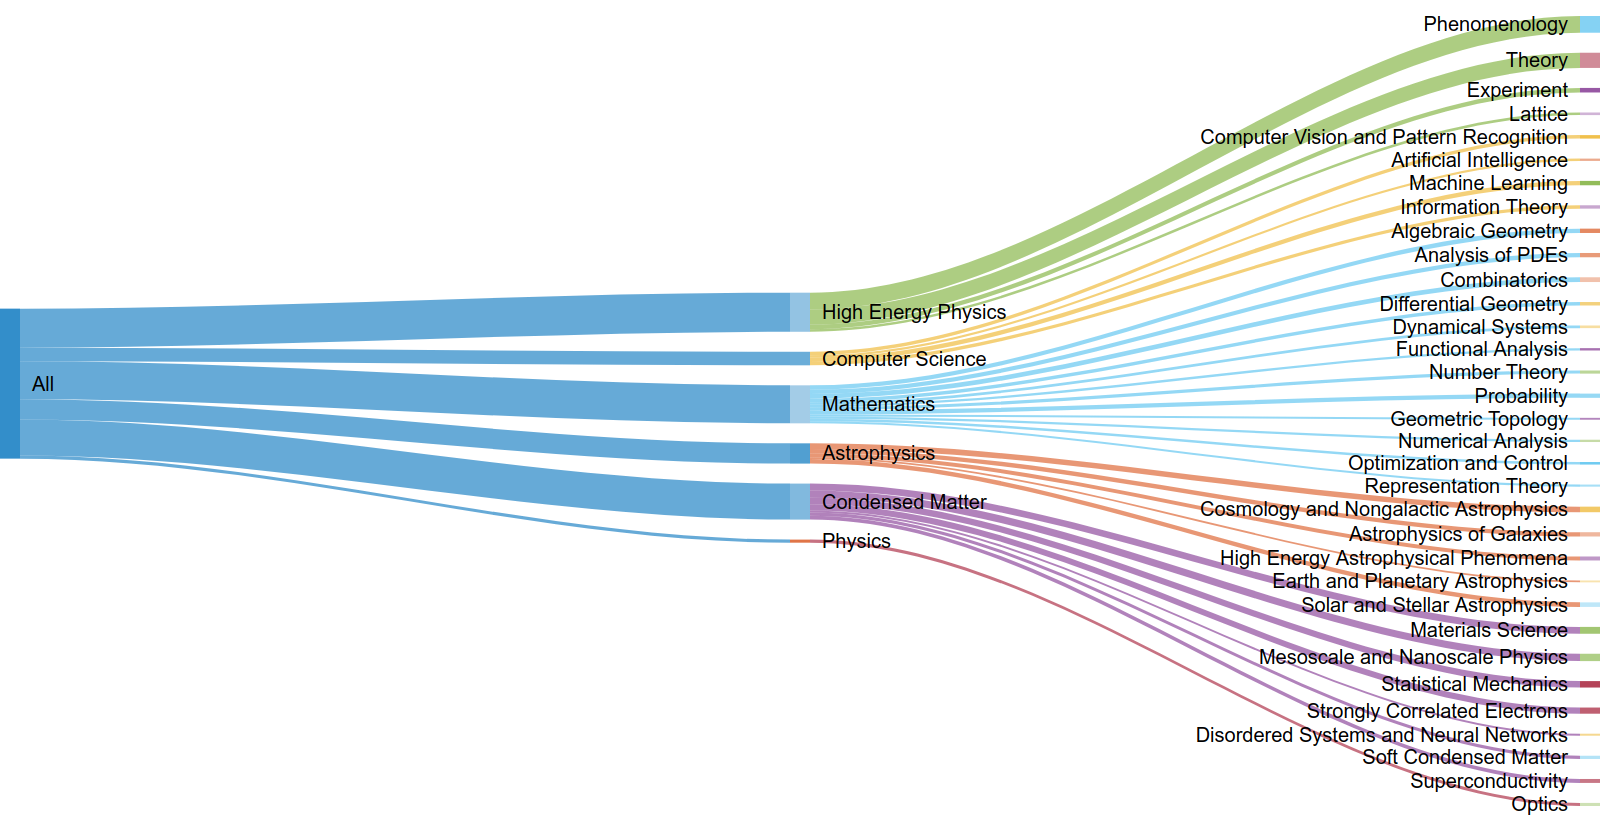 All
High Energy Physics
Computer Science
Mathematics
Astrophysics
Condensed Matter
Physics
Phenomenology
Theory
Experiment
Lattice
Computer Vision and Pattern Recognition
Artificial Intelligence
Machine Learning
Information Theory
Algebraic Geometry
Analysis of PDEs
Combinatorics
Differential Geometry
Dynamical Systems
Functional Analysis
Number Theory
Probability
Geometric Topology
Numerical Analysis
Optimization and Control
Representation Theory
Cosmology and Nongalactic Astrophysics
Astrophysics of Galaxies
High Energy Astrophysical Phenomena
Earth and Planetary Astrophysics
Solar and Stellar Astrophysics
Materials Science
Mesoscale and Nanoscale Physics
Statistical Mechanics
Strongly Correlated Electrons
Disordered Systems and Neural Networks
Soft Condensed Matter
Superconductivity
Optics